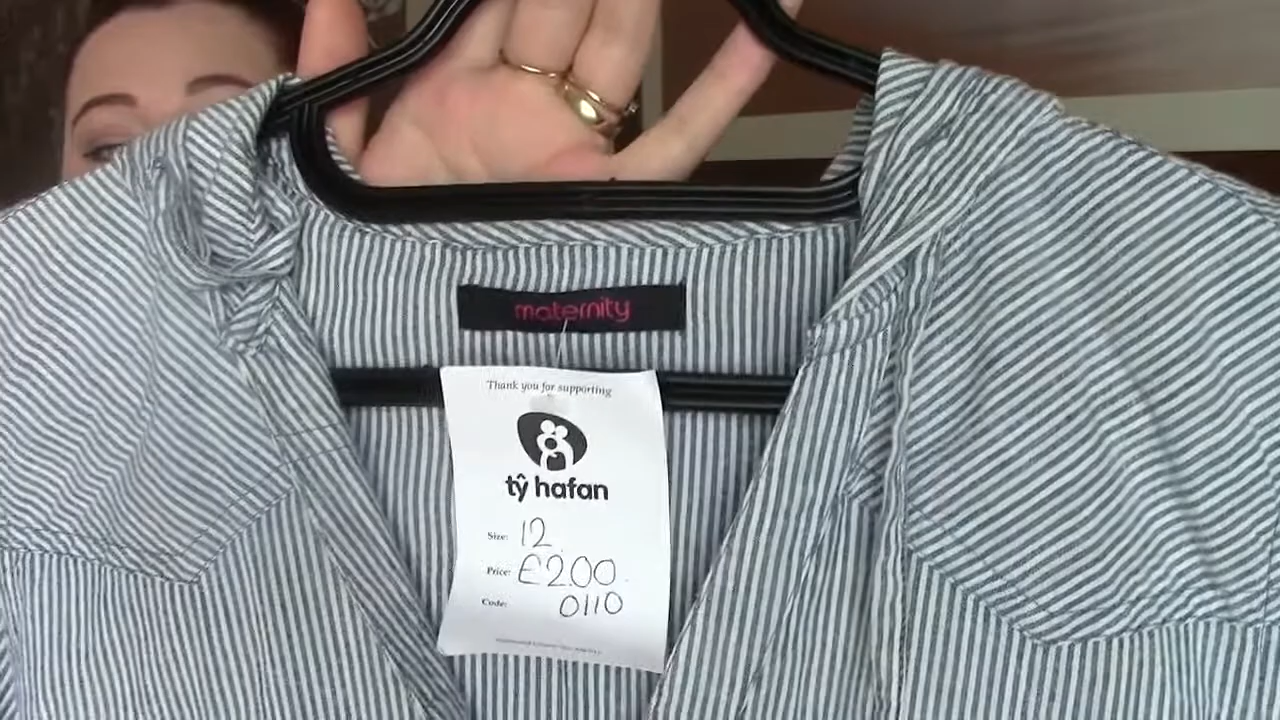 maternity
Thank you for supporting
tŷ hafan
Size: 12
Price: £2.00
Code: 0110